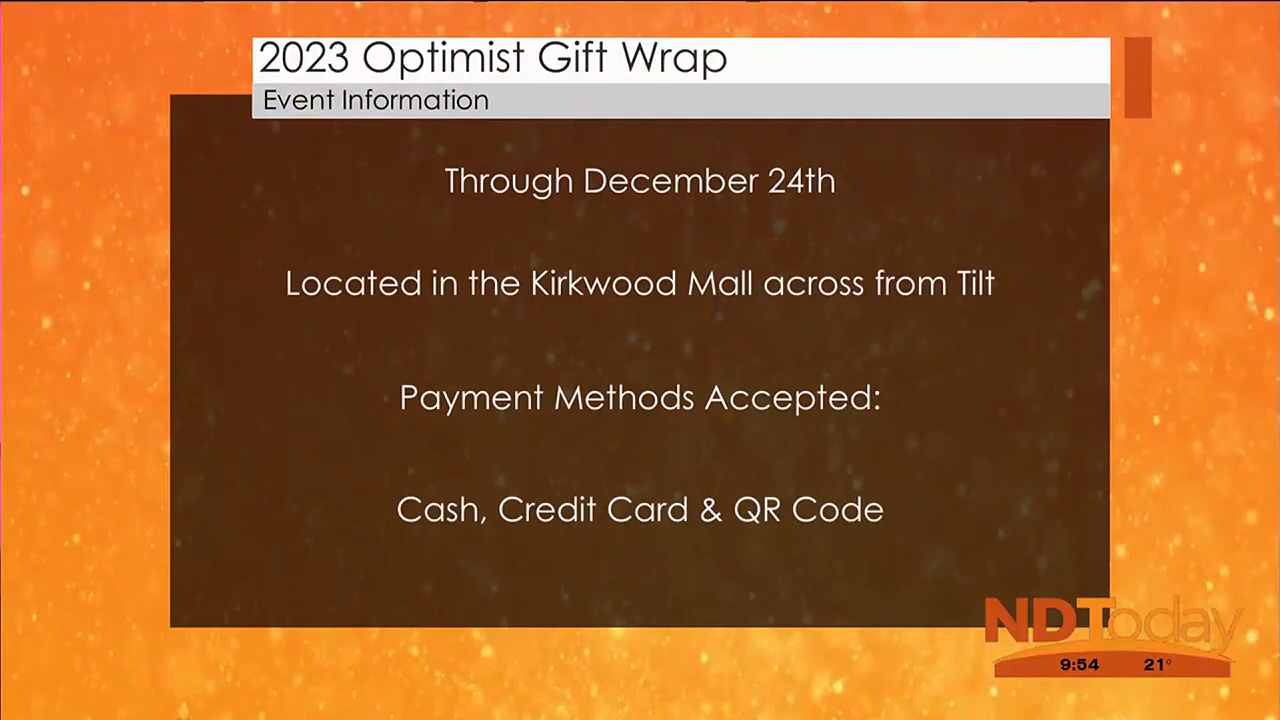 2023 Optimist Gift Wrap
Event Information
Through December 24th
Located in the Kirkwood Mall across from Tilt
Payment Methods Accepted:
Cash, Credit Card & QR Code
NDToday
9:54 21°